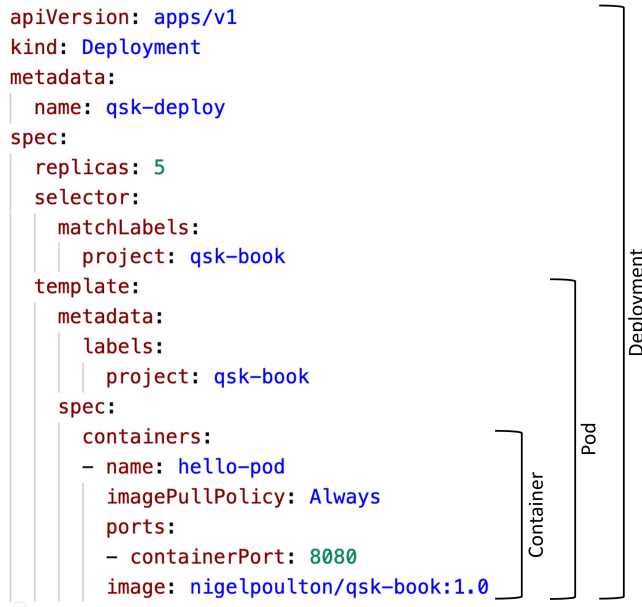 apiVersion: apps/v1
kind: Deployment
metadata:
  name: qsk-deploy
spec:
  replicas: 5
  selector:
    matchLabels:
      project: qsk-book
  template:
    metadata:
      labels:
        project: qsk-book
    spec:
      containers:
      - name: hello-pod
        imagePullPolicy: Always
        ports:
        - containerPort: 8080
        image: nigelpoulton/qsk-book:1.0
Container
Pod
Deployment